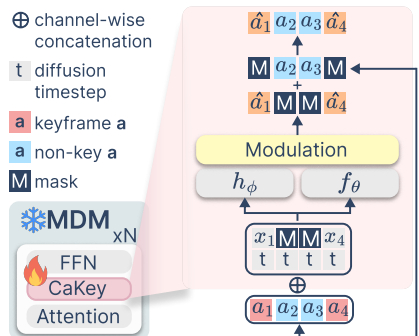 ⊕ channel-wise
concatenation
t diffusion
timestep
a keyframe a
a non-key a
M mask
MDM
xN
FFN
CaKey
Attention
â₁ a₂ a₃ â₄
M a₂ a₃ M
+
â₁ M M â₄
Modulation
hϕ fθ
x₁ M M x₄
t t t t
⊕
a₁ a₂ a₃ a₄